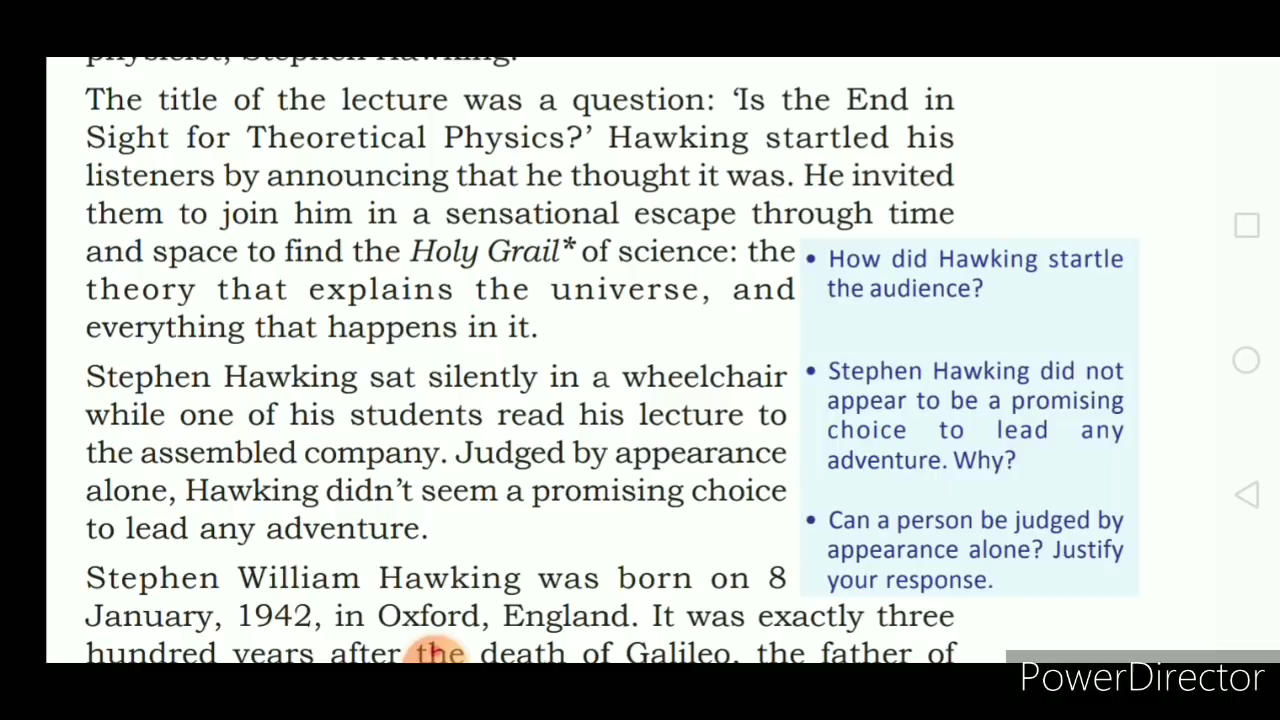 physicist, Stephen Hawking.
The title of the lecture was a question: ‘Is the End in
Sight for Theoretical Physics?’ Hawking startled his
listeners by announcing that he thought it was. He invited
them to join him in a sensational escape through time
and space to find the Holy Grail* of science: the
theory that explains the universe, and
everything that happens in it.
Stephen Hawking sat silently in a wheelchair
while one of his students read his lecture to
the assembled company. Judged by appearance
alone, Hawking didn’t seem a promising choice
to lead any adventure.
Stephen William Hawking was born on 8
January, 1942, in Oxford, England. It was exactly three
hundred years after the death of Galileo, the father of
• How did Hawking startle
the audience?
• Stephen Hawking did not
appear to be a promising
choice to lead any
adventure. Why?
• Can a person be judged by
appearance alone? Justify
your response.
PowerDirector